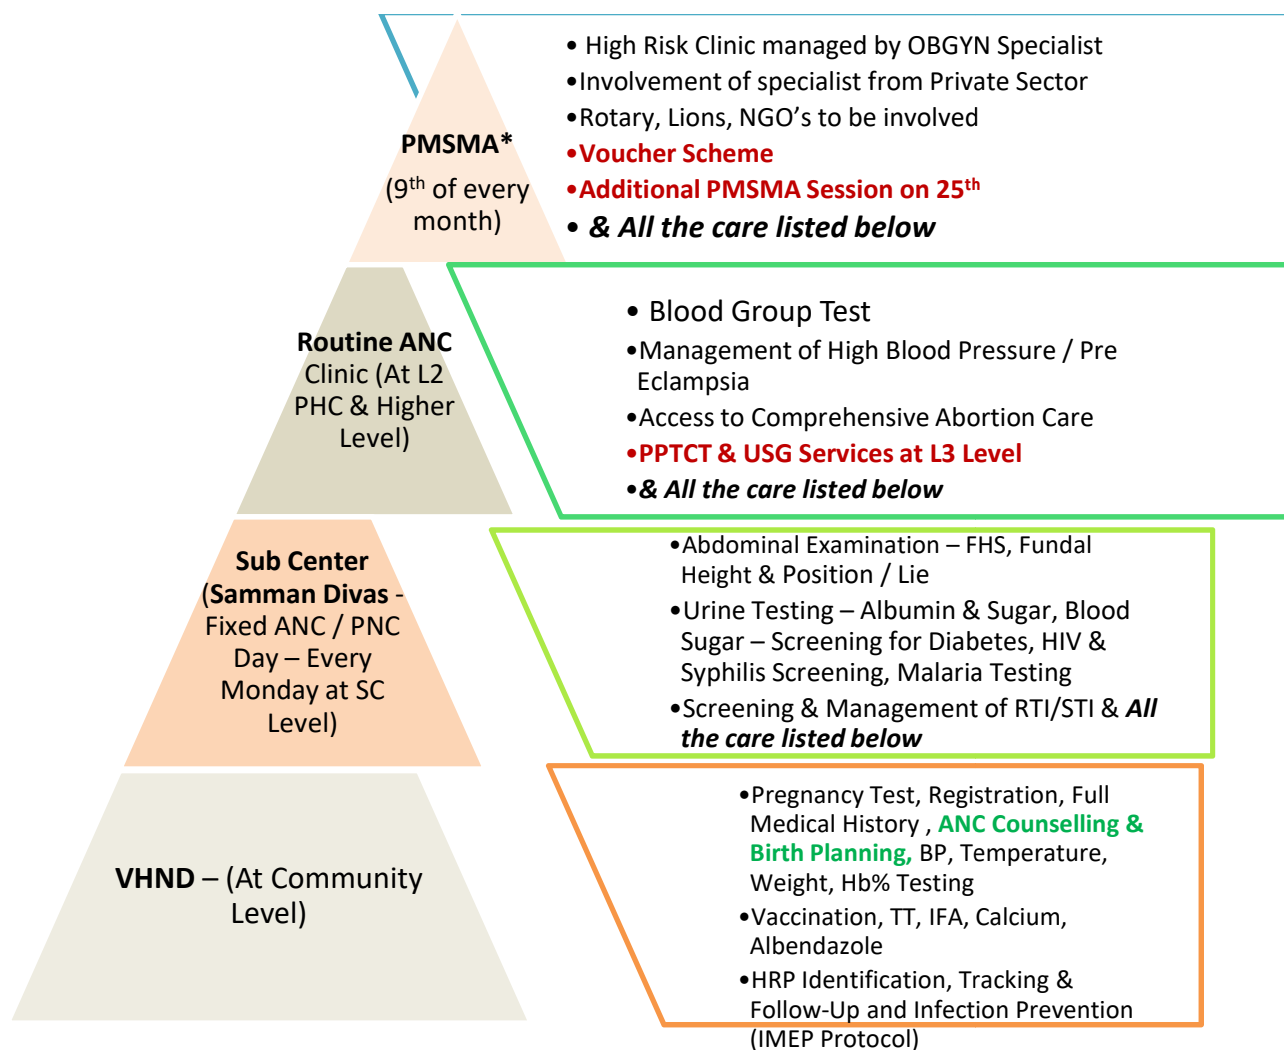 PMSMA*
(9th of every
month)
• High Risk Clinic managed by OBGYN Specialist
•Involvement of specialist from Private Sector
•Rotary, Lions, NGO’s to be involved
•Voucher Scheme
•Additional PMSMA Session on 25th
• & All the care listed below
Routine ANC
Clinic (At L2
PHC & Higher
Level)
• Blood Group Test
•Management of High Blood Pressure / Pre
Eclampsia
•Access to Comprehensive Abortion Care
•PPTCT & USG Services at L3 Level
•& All the care listed below
Sub Center
(Samman Divas -
Fixed ANC / PNC
Day – Every
Monday at SC
Level)
•Abdominal Examination – FHS, Fundal
Height & Position / Lie
•Urine Testing – Albumin & Sugar, Blood
Sugar – Screening for Diabetes, HIV &
Syphilis Screening, Malaria Testing
•Screening & Management of RTI/STI & All
the care listed below
VHND – (At Community
Level)
•Pregnancy Test, Registration, Full
Medical History , ANC Counselling &
Birth Planning, BP, Temperature,
Weight, Hb% Testing
•Vaccination, TT, IFA, Calcium,
Albendazole
•HRP Identification, Tracking &
Follow-Up and Infection Prevention
(IMEP Protocol)